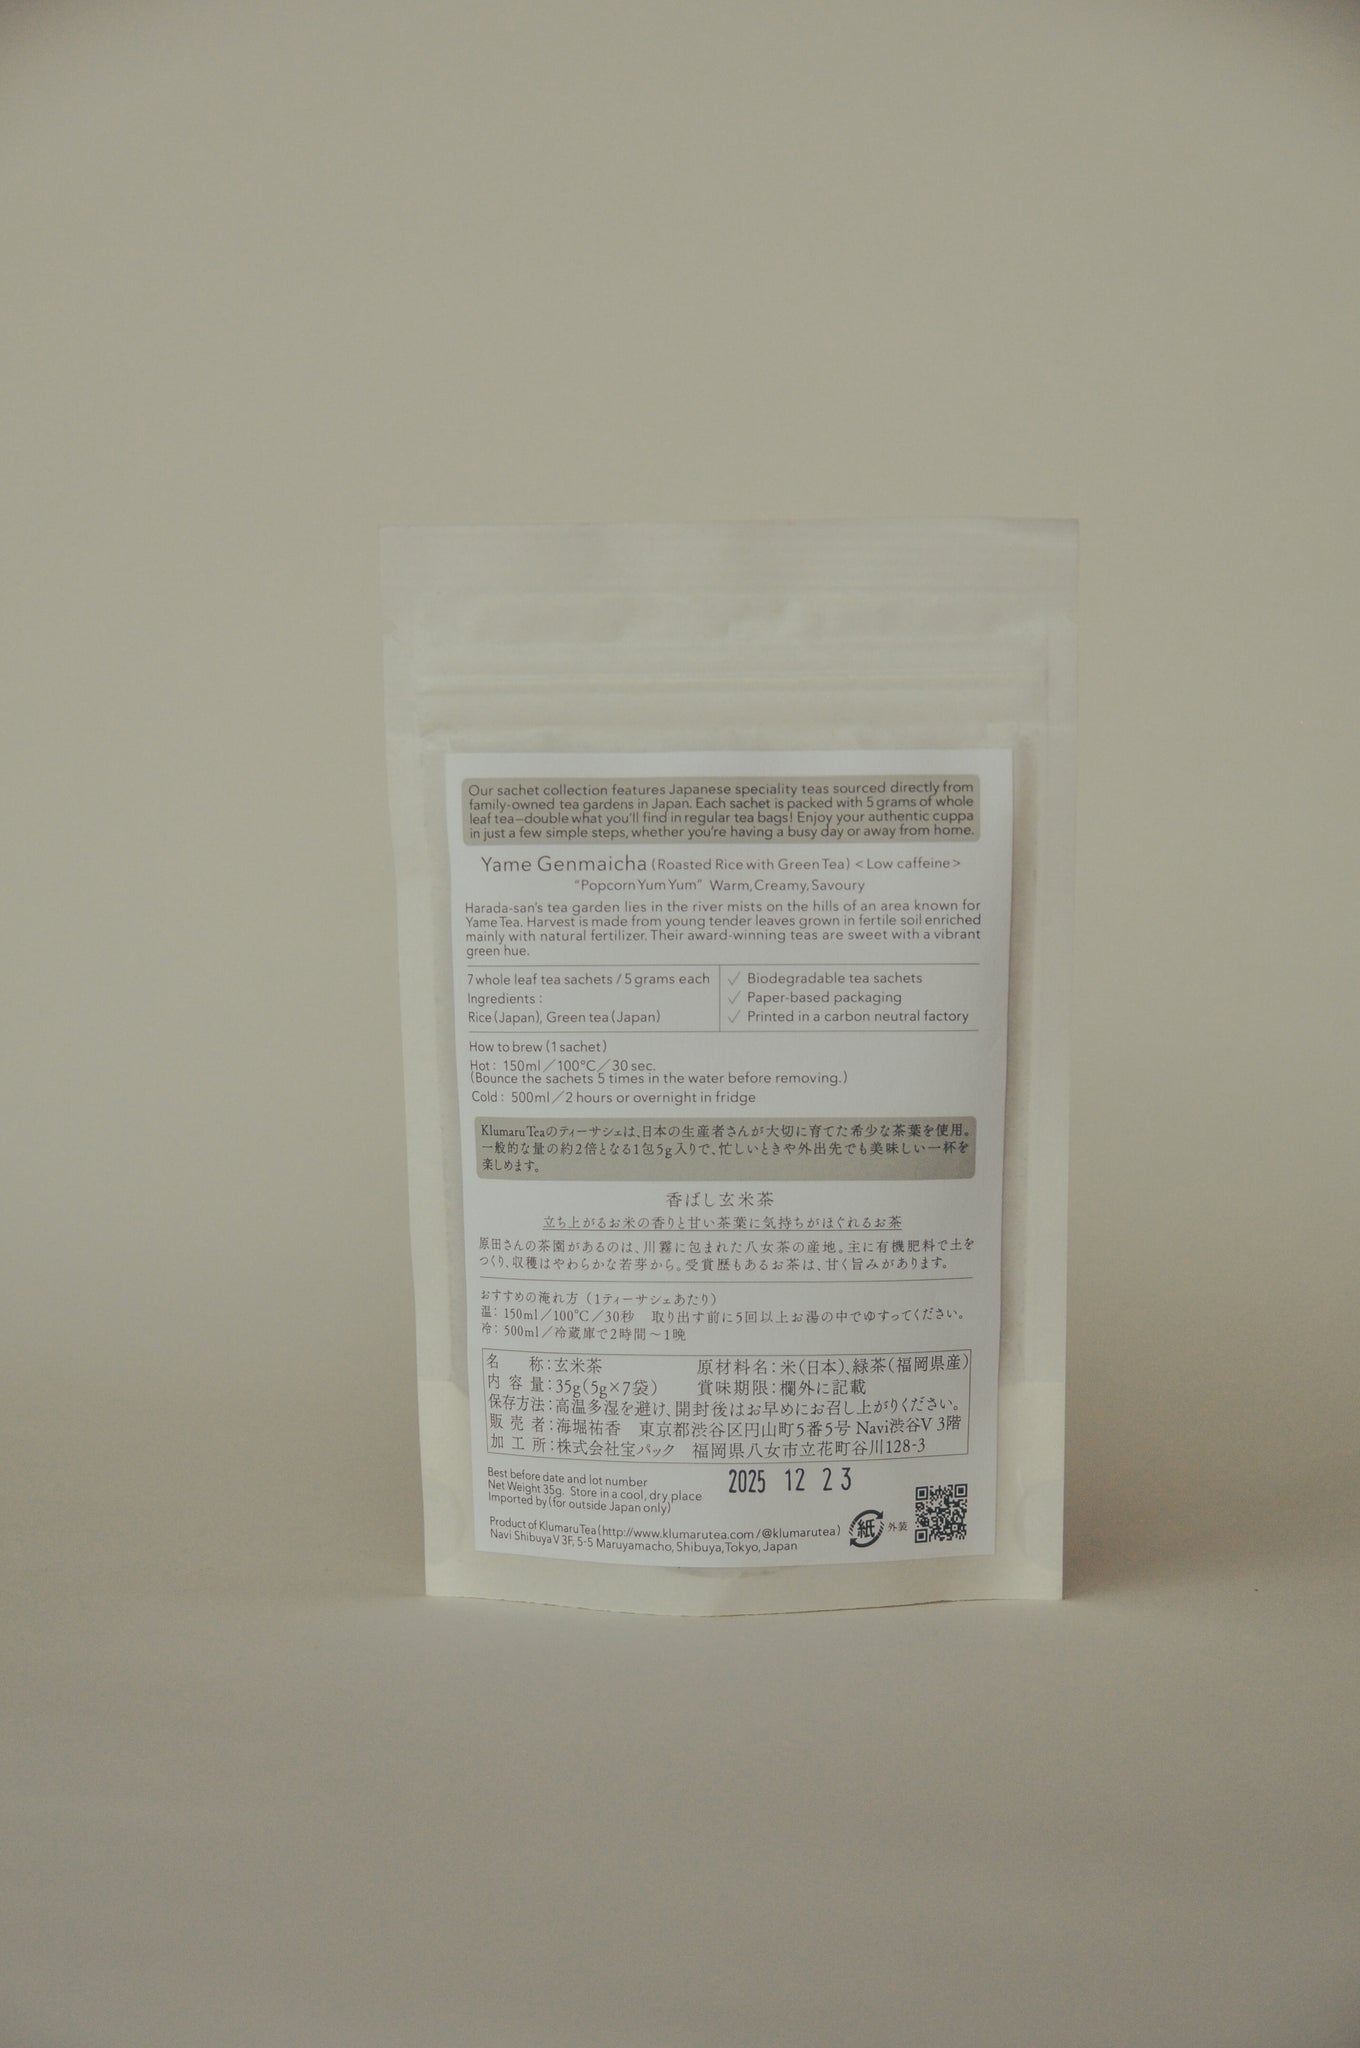 Our sachet collection features Japanese speciality teas sourced directly from
family-owned tea gardens in Japan. Each sachet is packed with 5 grams of whole
leaf tea—double what you'll find in regular tea bags! Enjoy your authentic cuppa
in just a few simple steps, whether you're having a busy day or away from home.
Yame Genmaicha (Roasted Rice with Green Tea) < Low caffeine >
"Popcorn Yum Yum" Warm, Creamy, Savoury
Harada-san's tea garden lies in the river mists on the hills of an area known for
Yame Tea. Harvest is made from young tender leaves grown in fertile soil enriched
mainly with natural fertilizer. Their award-winning teas are sweet with a vibrant
green hue.
7 whole leaf tea sachets / 5 grams each
Ingredients :
Rice (Japan), Green tea (Japan)
✓ Biodegradable tea sachets
✓ Paper-based packaging
✓ Printed in a carbon neutral factory
How to brew (1 sachet)
Hot : 150ml／100°C／30 sec.
(Bounce the sachets 5 times in the water before removing.)
Cold : 500ml／2 hours or overnight in fridge
Klumaru Teaのティーサシェは、日本の生産者さんが大切に育てた希少な茶葉を使用。
一般的な量の約2倍となる1包5g入りで、忙しいときや外出先でも美味しい一杯を
楽しめます。
香ばし玄米茶
立ち上がるお米の香りと甘い茶葉に気持ちがほぐれるお茶
原田さんの茶園があるのは、川霧に包まれた八女茶の産地。主に有機肥料で土を
つくり、収穫はやわらかな若芽から。受賞歴もあるお茶は、甘く旨みがあります。
おすすめの淹れ方（1ティーサシェあたり）
温：150ml／100°C／30秒　取り出す前に5回以上お湯の中でゆすってください。
冷：500ml／冷蔵庫で2時間〜1晩
名　称：玄米茶　原材料名：米（日本）、緑茶（福岡県産）
内容量：35g（5g×7袋）　賞味期限：欄外に記載
保存方法：高温多湿を避け、開封後はお早めにお召し上がりください。
販売者：海堀祐香　東京都渋谷区円山町5番5号 Navi渋谷V 3階
加工所：株式会社宝パック　福岡県八女市立花町谷川128-3
Best before date and lot number
2025 12 23
Net Weight 35g. Store in a cool, dry place
Imported by (for outside Japan only)
Product of Klumaru Tea (http://www.klumarutea.com / @klumarutea)
Navi Shibuya V 3F, 5-5 Maruyamacho, Shibuya, Tokyo, Japan
紙 外装